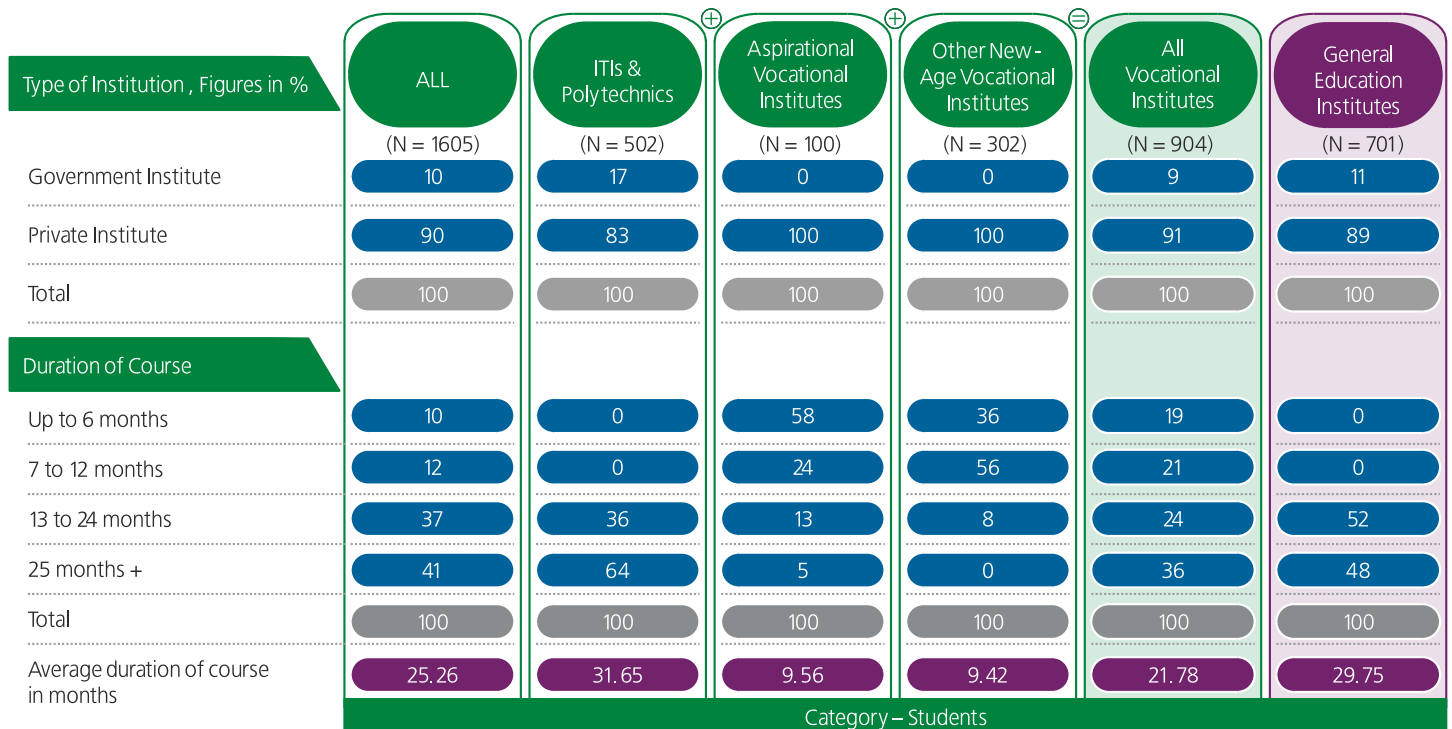 Type of Institution , Figures in %
ALL
ITIs &
Polytechnics
Aspirational
Vocational
Institutes
Other New-
Age Vocational
Institutes
All
Vocational
Institutes
General
Education
Institutes
(N = 1605) (N = 502) (N = 100) (N = 302) (N = 904) (N = 701)
Government Institute 10 17 0 0 9 11
Private Institute 90 83 100 100 91 89
Total 100 100 100 100 100 100
Duration of Course
Up to 6 months 10 0 58 36 19 0
7 to 12 months 12 0 24 56 21 0
13 to 24 months 37 36 13 8 24 52
25 months + 41 64 5 0 36 48
Total 100 100 100 100 100 100
Average duration of course
in months
25.26 31.65 9.56 9.42 21.78 29.75
Category – Students